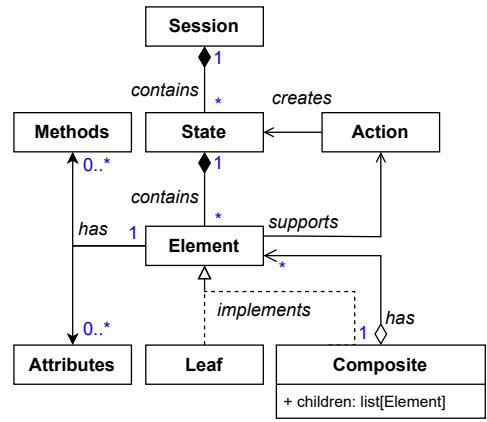 Session
1
contains
*
creates
Methods
State
Action
0..*
1
contains
*
supports
has
1
Element
*
implements
has
0..*
1
Attributes
Leaf
Composite
+ children: list[Element]